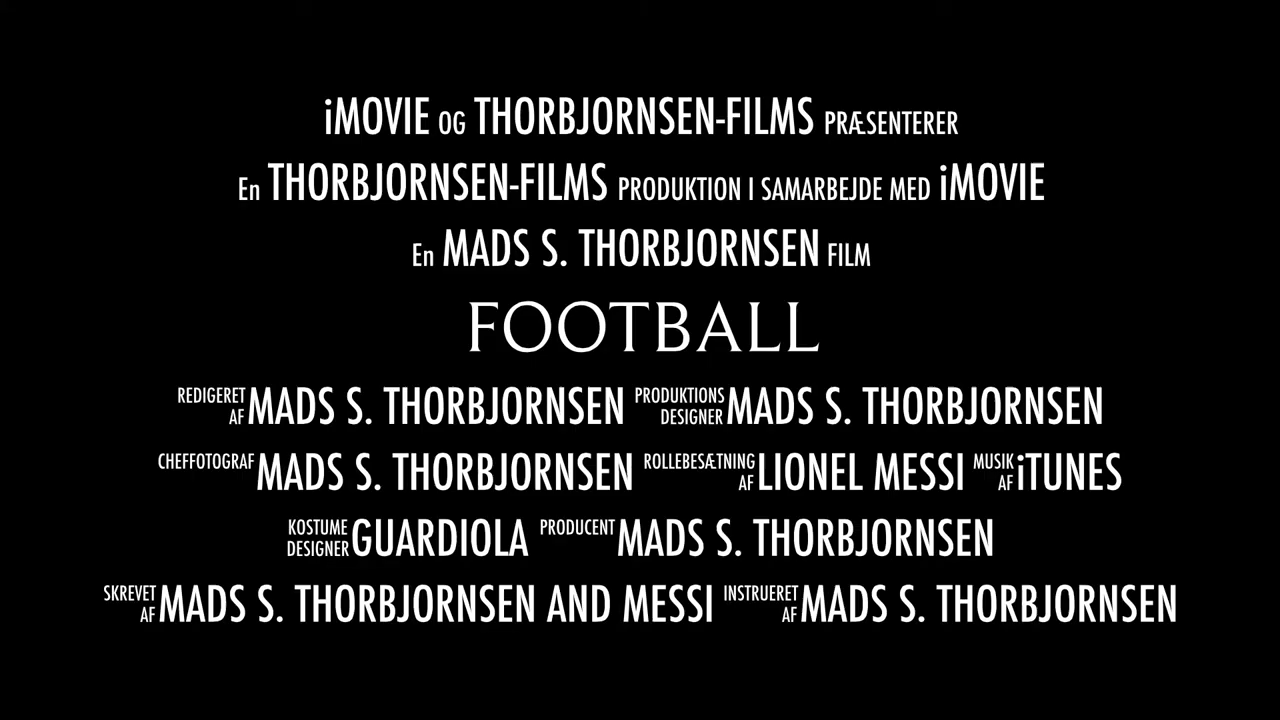 iMOVIE OG THORBJORNSEN-FILMS PRÆSENTERER
En THORBJORNSEN-FILMS PRODUKTION I SAMARBEJDE MED iMOVIE
En MADS S. THORBJORNSEN FILM
FOOTBALL
REDIGERET AF MADS S. THORBJORNSEN PRODUKTIONS DESIGNER MADS S. THORBJORNSEN
CHEFFOTOGRAF MADS S. THORBJORNSEN ROLLEBESÆTNING AF LIONEL MESSI MUSIK AF iTUNES
KOSTUME DESIGNER GUARDIOLA PRODUCENT MADS S. THORBJORNSEN
SKREVET AF MADS S. THORBJORNSEN AND MESSI INSTRUERET AF MADS S. THORBJORNSEN